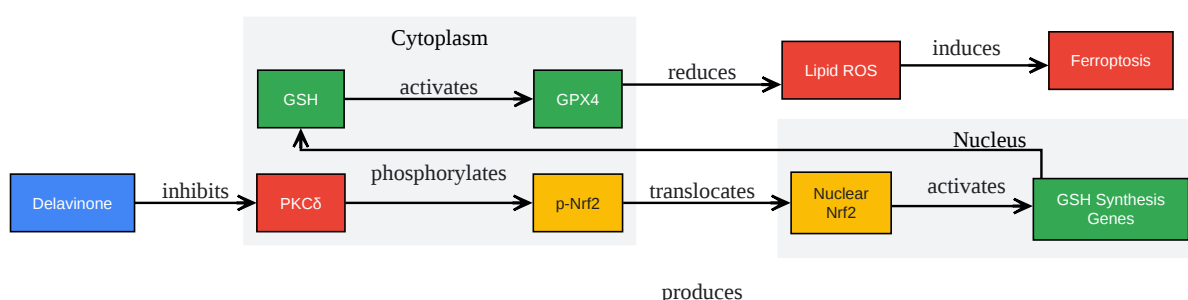 Cytoplasm
GSH
activates
GPX4
reduces
Lipid ROS
induces
Ferroptosis
Nucleus
Delavinone
inhibits
PKCδ
phosphorylates
p-Nrf2
translocates
Nuclear
Nrf2
activates
GSH Synthesis
Genes
produces